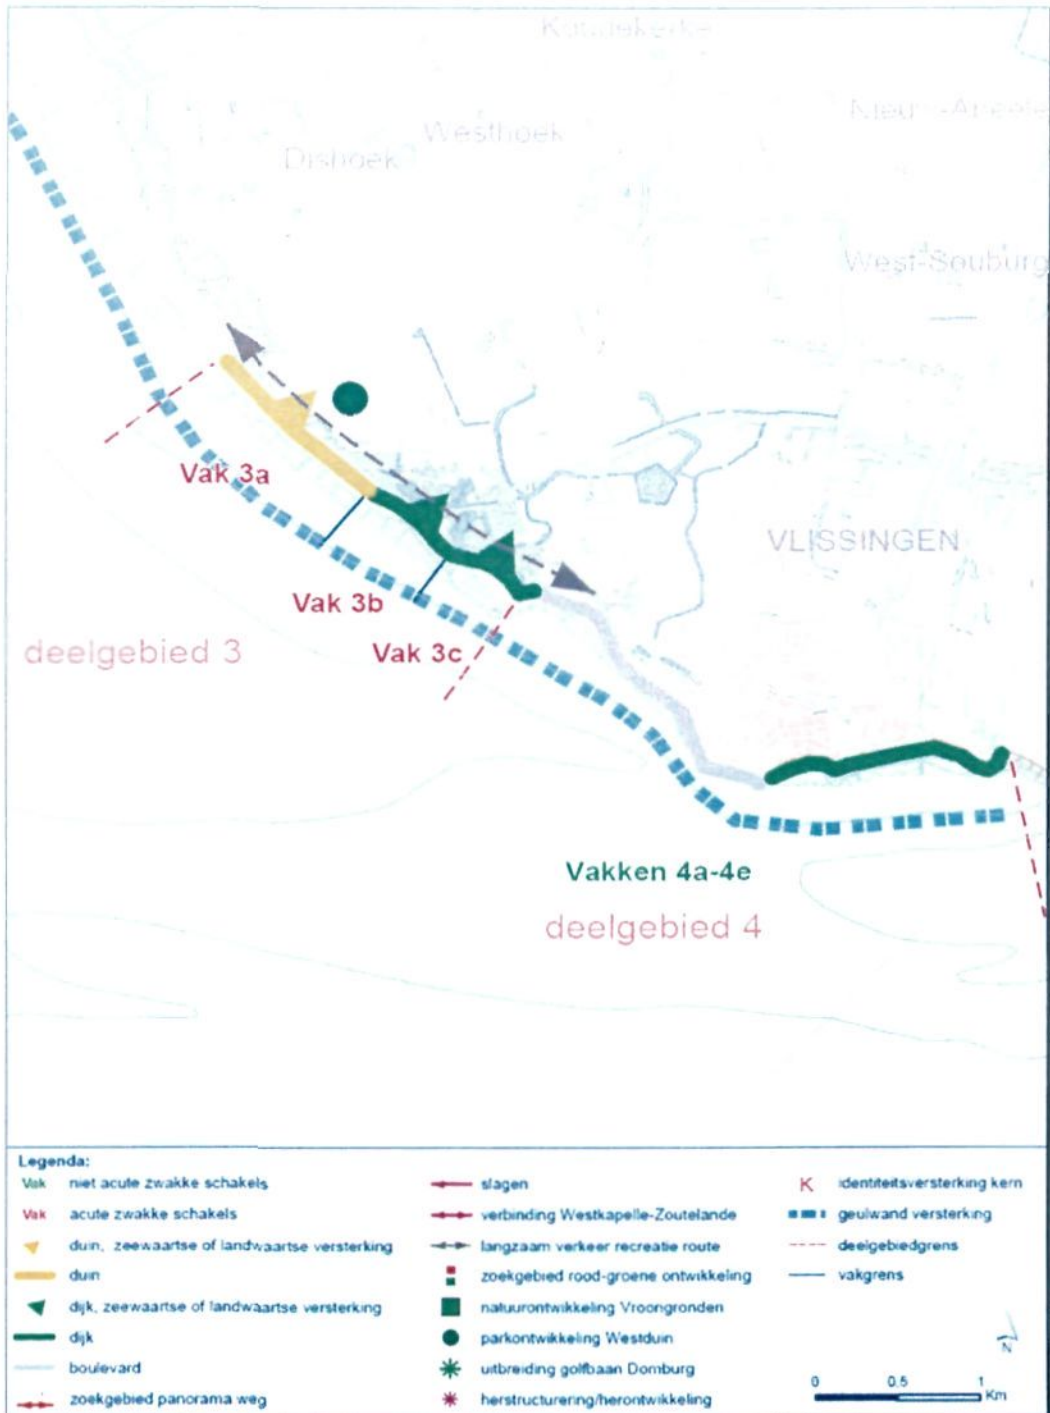 Koudekerke
Westhoek
Dishoek
West-Souburg
Vak 3a
VLISSINGEN
Vak 3b
deelgebied 3
Vak 3c
Vakken 4a-4e
deelgebied 4
Legenda:
Vak niet acute zwakke schakels
Vak acute zwakke schakels
duin, zeewaartse of landwaartse versterking
duin
dijk, zeewaartse of landwaartse versterking
dijk
boulevard
zoekgebied panorama weg
slagen
verbinding Westkapelle-Zoutelande
langzaam verkeer recreatie route
zoekgebied rood-groene ontwikkeling
natuurontwikkeling Vroongronden
parkontwikkeling Westduin
uitbreiding golfbaan Domburg
herstructurering/herontwikkeling
K identiteitsversterking kern
geulwand versterking
deelgebiedgrens
vakgrens
N
0 0.5 1
Km